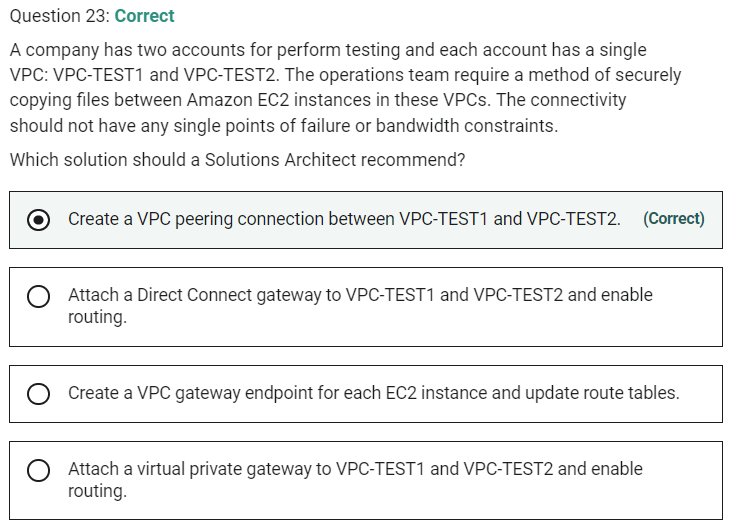 Question 23: Correct
A company has two accounts for perform testing and each account has a single
VPC: VPC-TEST1 and VPC-TEST2. The operations team require a method of securely
copying files between Amazon EC2 instances in these VPCs. The connectivity
should not have any single points of failure or bandwidth constraints.
Which solution should a Solutions Architect recommend?
Create a VPC peering connection between VPC-TEST1 and VPC-TEST2. (Correct)
Attach a Direct Connect gateway to VPC-TEST1 and VPC-TEST2 and enable
routing.
Create a VPC gateway endpoint for each EC2 instance and update route tables.
Attach a virtual private gateway to VPC-TEST1 and VPC-TEST2 and enable
routing.